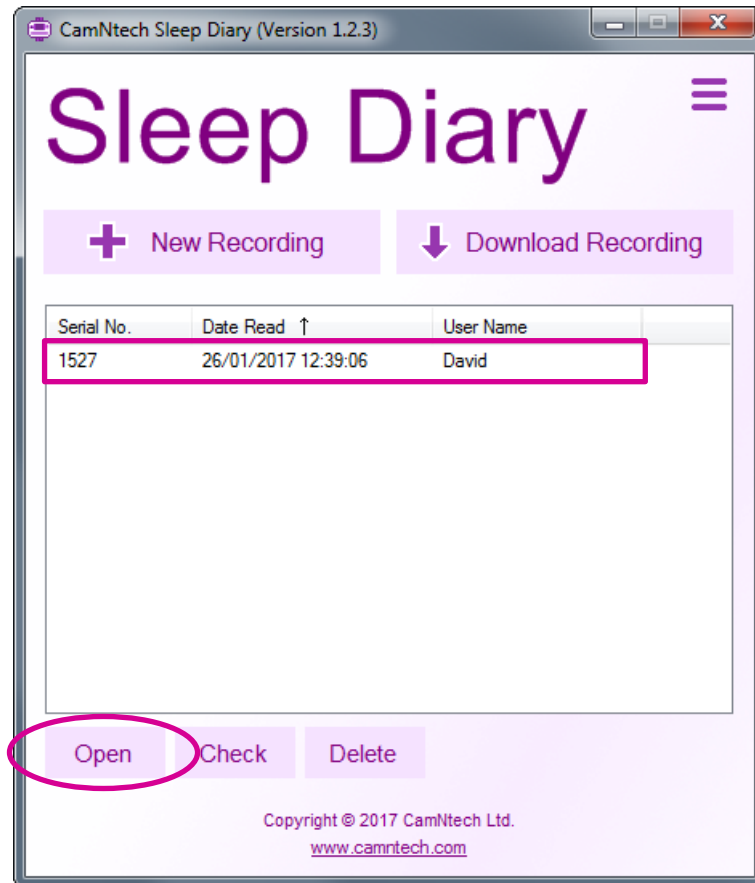 CamNtech Sleep Diary (Version 1.2.3)
Sleep Diary
New Recording Download Recording
Serial No. Date Read ↑ User Name
1527 26/01/2017 12:39:06 David
Open Check Delete
Copyright © 2017 CamNtech Ltd.
www.camntech.com